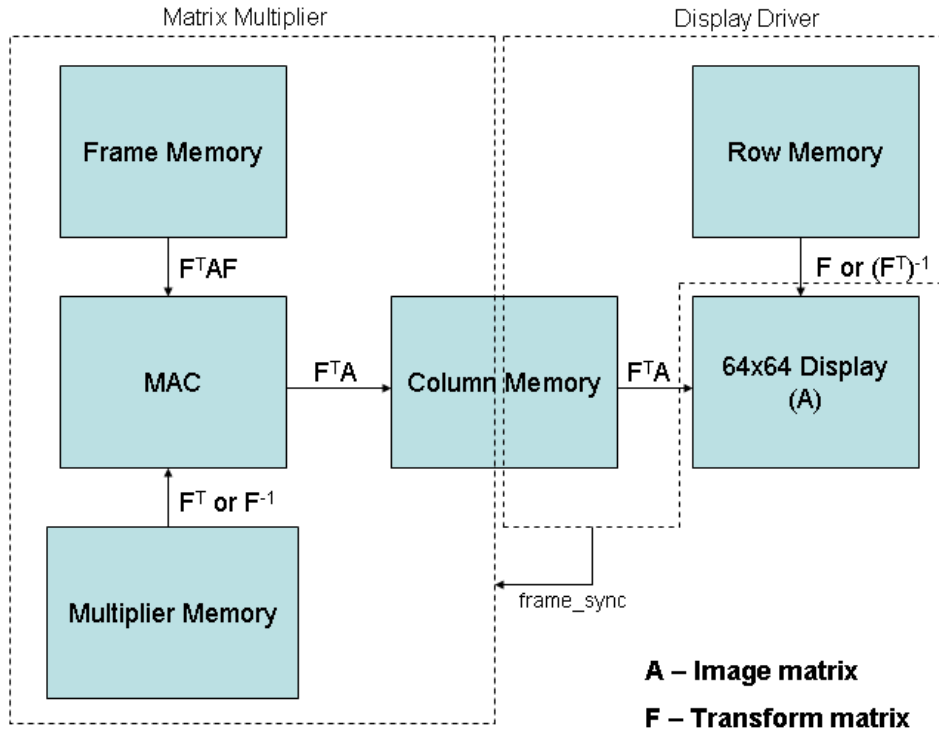 Matrix Multiplier
Display Driver
Frame Memory
Row Memory
FᵀAF
F or (Fᵀ)⁻¹
MAC
FᵀA
Column Memory
FᵀA
64x64 Display
(A)
Fᵀ or F⁻¹
Multiplier Memory
frame_sync
A – Image matrix
F – Transform matrix